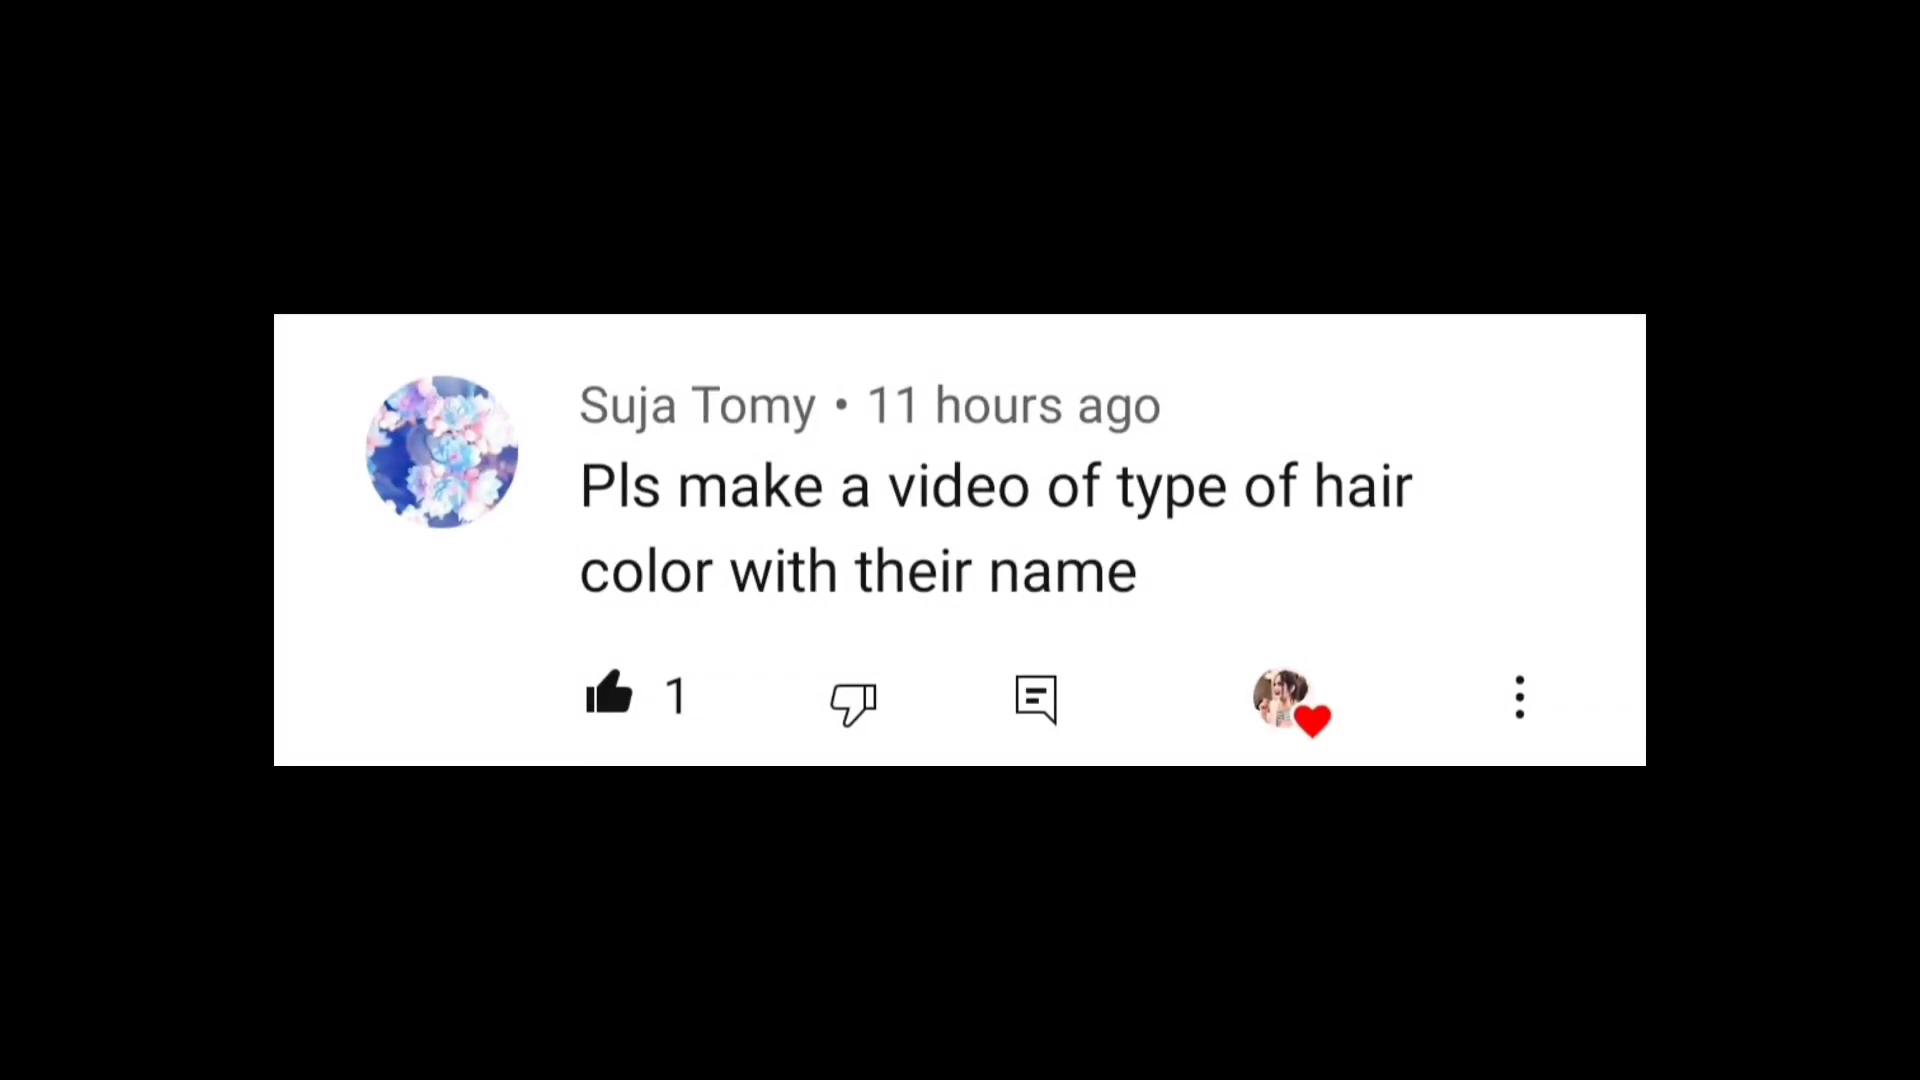 Suja Tomy • 11 hours ago
Pls make a video of type of hair
color with their name
1